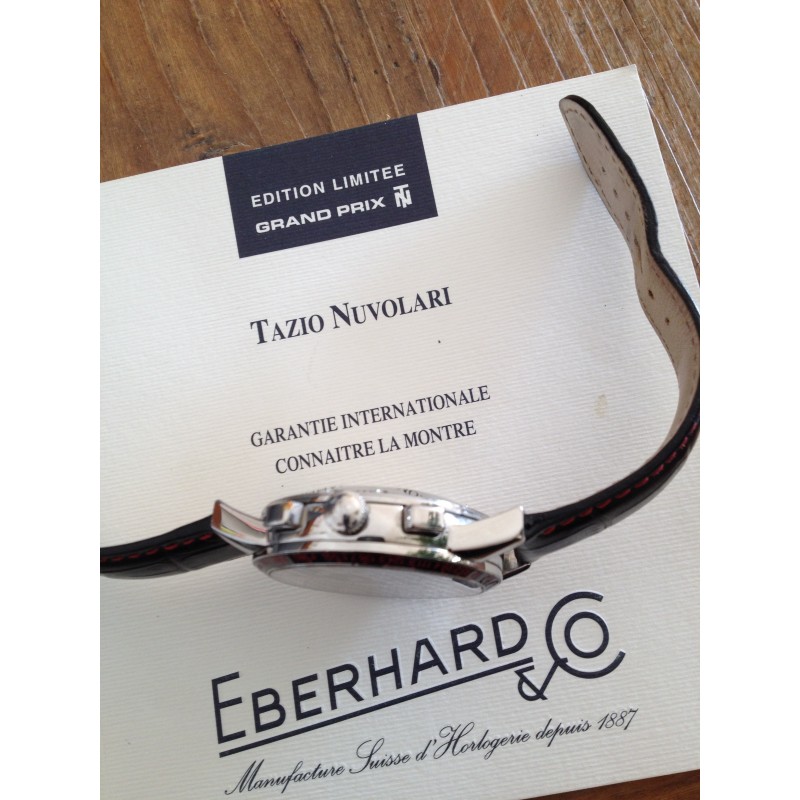 EDITION LIMITEE
GRAND PRIX TN
TAZIO NUVOLARI
GARANTIE INTERNATIONALE
CONNAITRE LA MONTRE
EBERHARD & CO
Manufacture Suisse d'Horlogerie depuis 1887